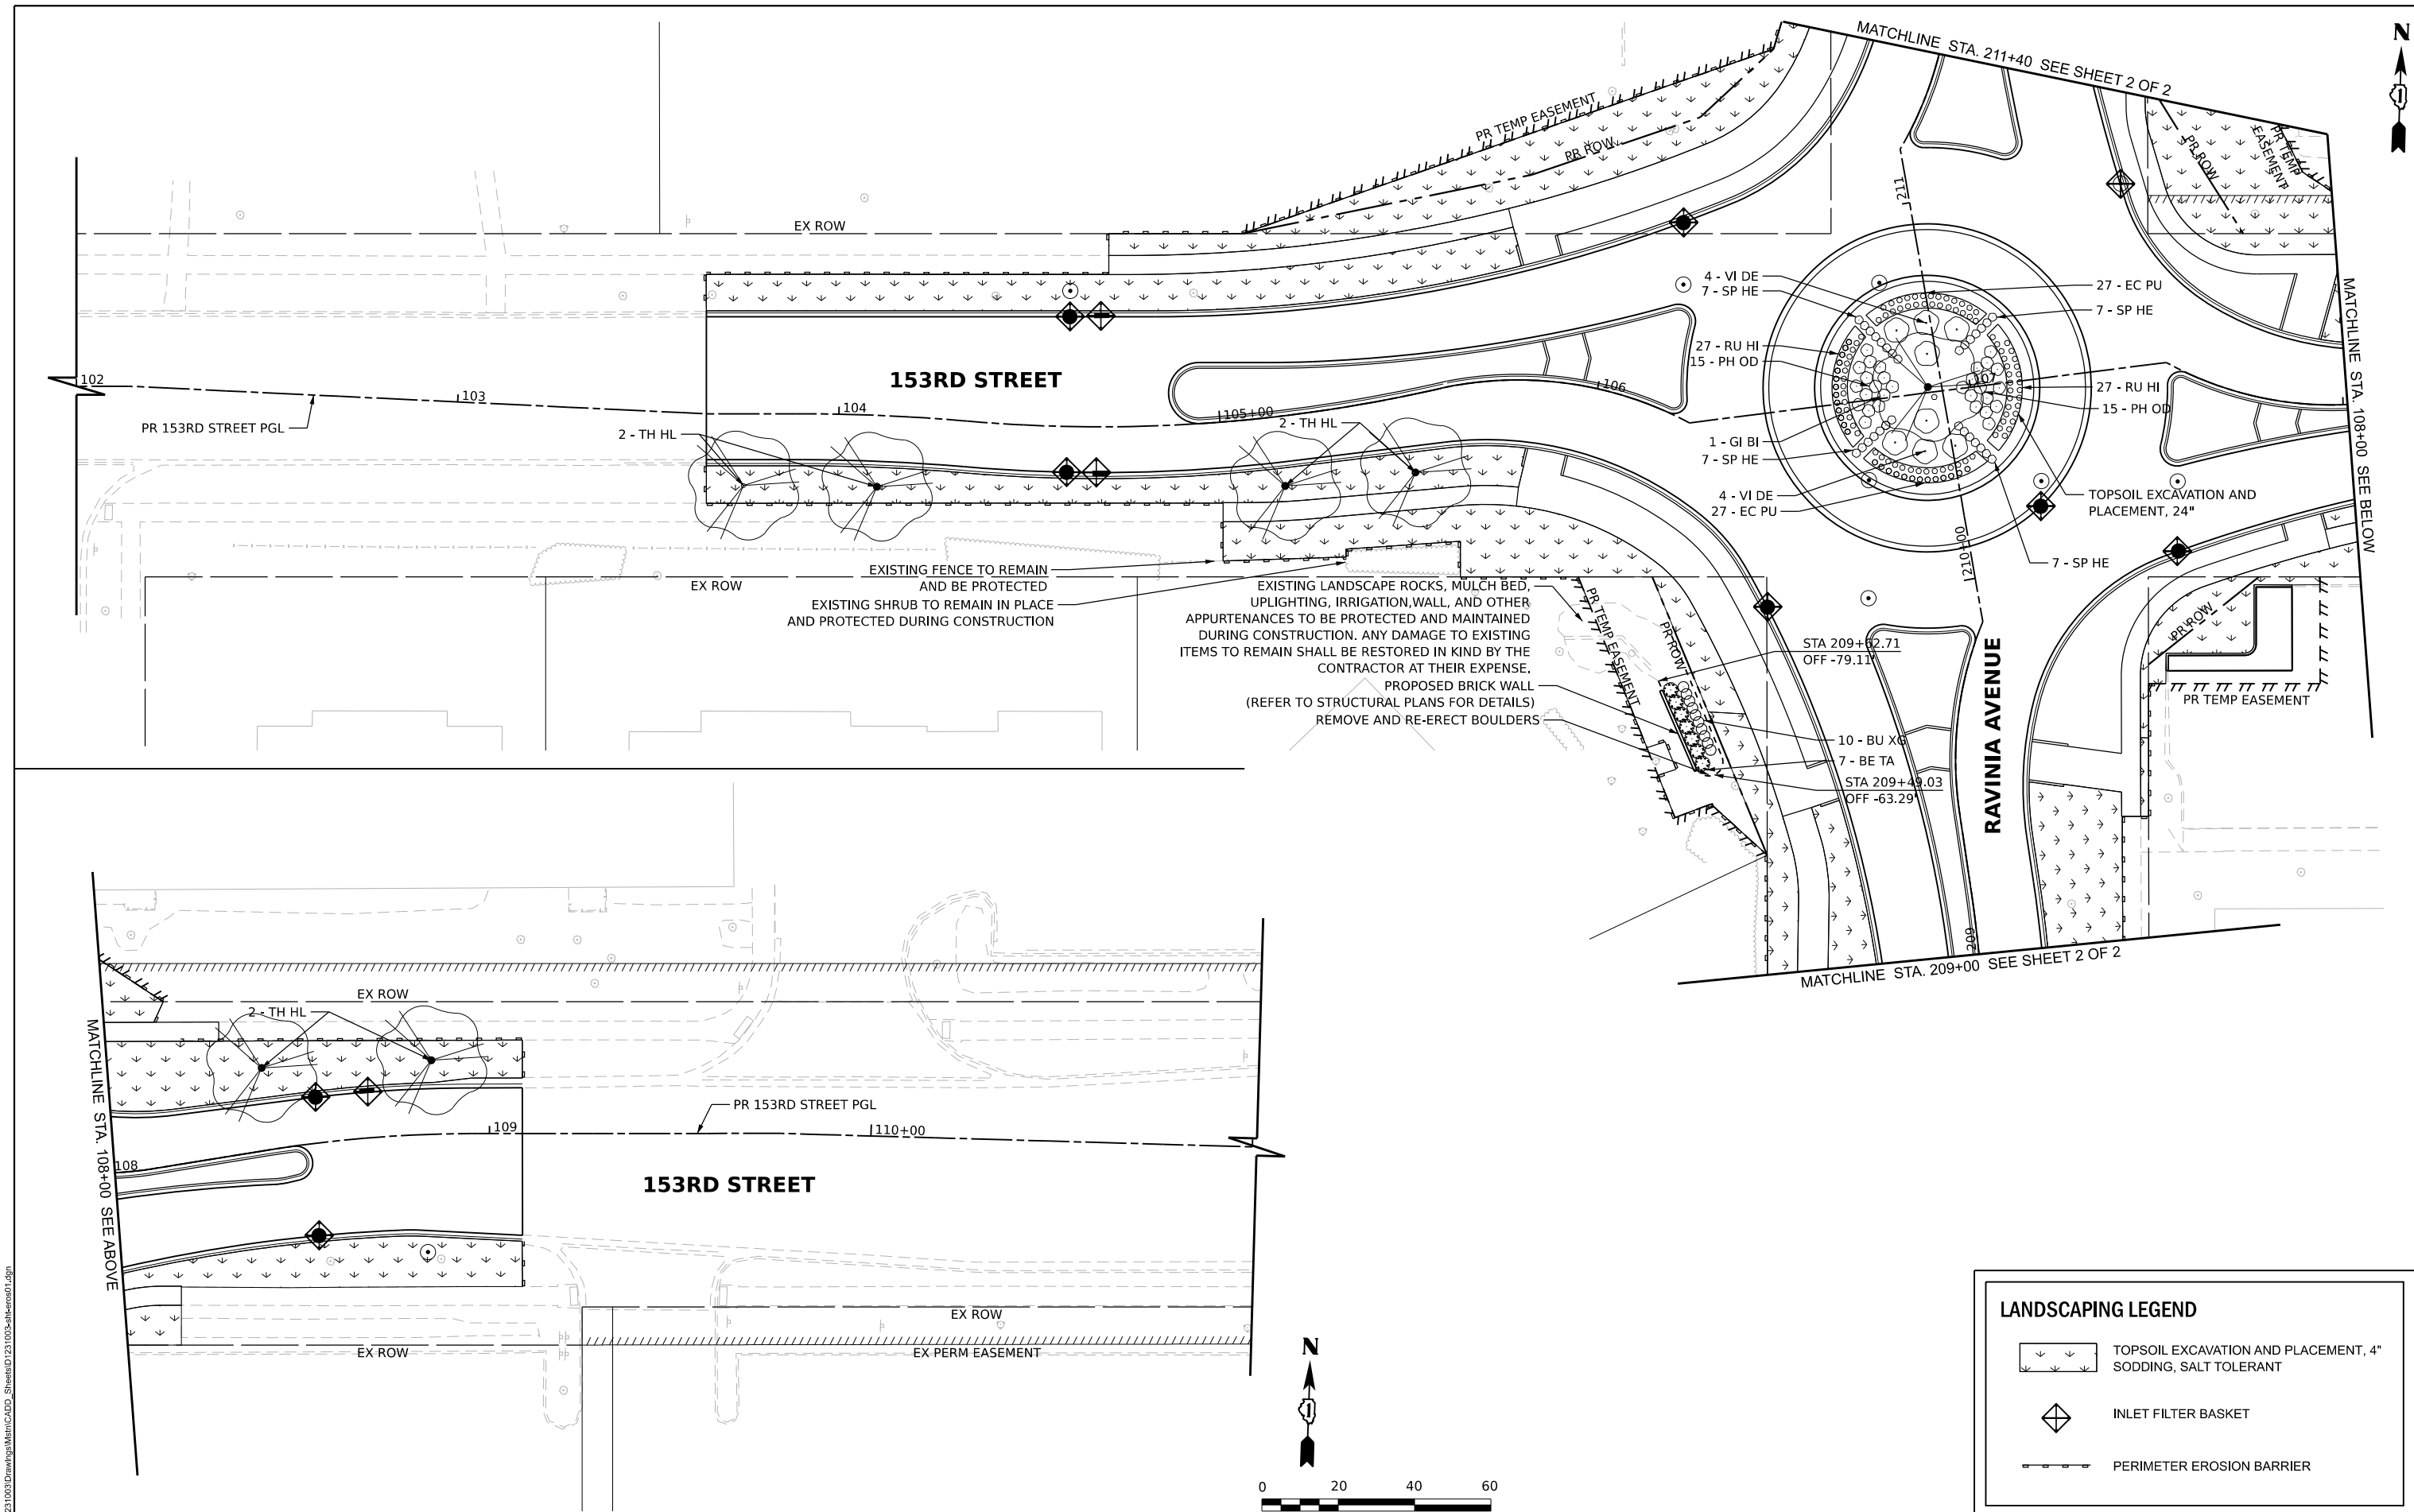 MATCHLINE STA. 211+40 SEE SHEET 2 OF 2
N
PR TEMP EASEMENT
PR ROW
PR ROW
PR TEMP
EASEMENT
211
EX ROW
4 - VI DE
7 - SP HE
27 - EC PU
7 - SP HE
27 - RU HI
15 - PH OD
107
27 - RU HI
15 - PH OD
MATCHLINE STA. 108+00 SEE BELOW
102
103
153RD STREET
104
105+00
106
PR 153RD STREET PGL
2 - TH HL
2 - TH HL
1 - GI BI
7 - SP HE
4 - VI DE
27 - EC PU
TOPSOIL EXCAVATION AND
PLACEMENT, 24"
210+00
7 - SP HE
EX ROW
EXISTING FENCE TO REMAIN
AND BE PROTECTED
EXISTING SHRUB TO REMAIN IN PLACE
AND PROTECTED DURING CONSTRUCTION
EXISTING LANDSCAPE ROCKS, MULCH BED,
UPLIGHTING, IRRIGATION,WALL, AND OTHER
APPURTENANCES TO BE PROTECTED AND MAINTAINED
DURING CONSTRUCTION. ANY DAMAGE TO EXISTING
ITEMS TO REMAIN SHALL BE RESTORED IN KIND BY THE
CONTRACTOR AT THEIR EXPENSE.
PROPOSED BRICK WALL
(REFER TO STRUCTURAL PLANS FOR DETAILS)
REMOVE AND RE-ERECT BOULDERS
PR TEMP EASEMENT
PR ROW
STA 209+62.71
OFF -79.11'
10 - BU XG
7 - BE TA
STA 209+49.03
OFF -63.29'
RAVINIA AVENUE
PR ROW
PR TEMP EASEMENT
209
MATCHLINE STA. 209+00 SEE SHEET 2 OF 2
EX ROW
2 - TH HL
MATCHLINE STA. 108+00 SEE ABOVE
PR 153RD STREET PGL
108
109
110+00
153RD STREET
EX ROW
EX ROW
EX PERM EASEMENT
N
0 20 40 60
LANDSCAPING LEGEND
TOPSOIL EXCAVATION AND PLACEMENT, 4"
SODDING, SALT TOLERANT
INLET FILTER BASKET
PERIMETER EROSION BARRIER
231003\Drawings\Mstn\CADD_Sheets\D1231003-sht-eros01.dgn